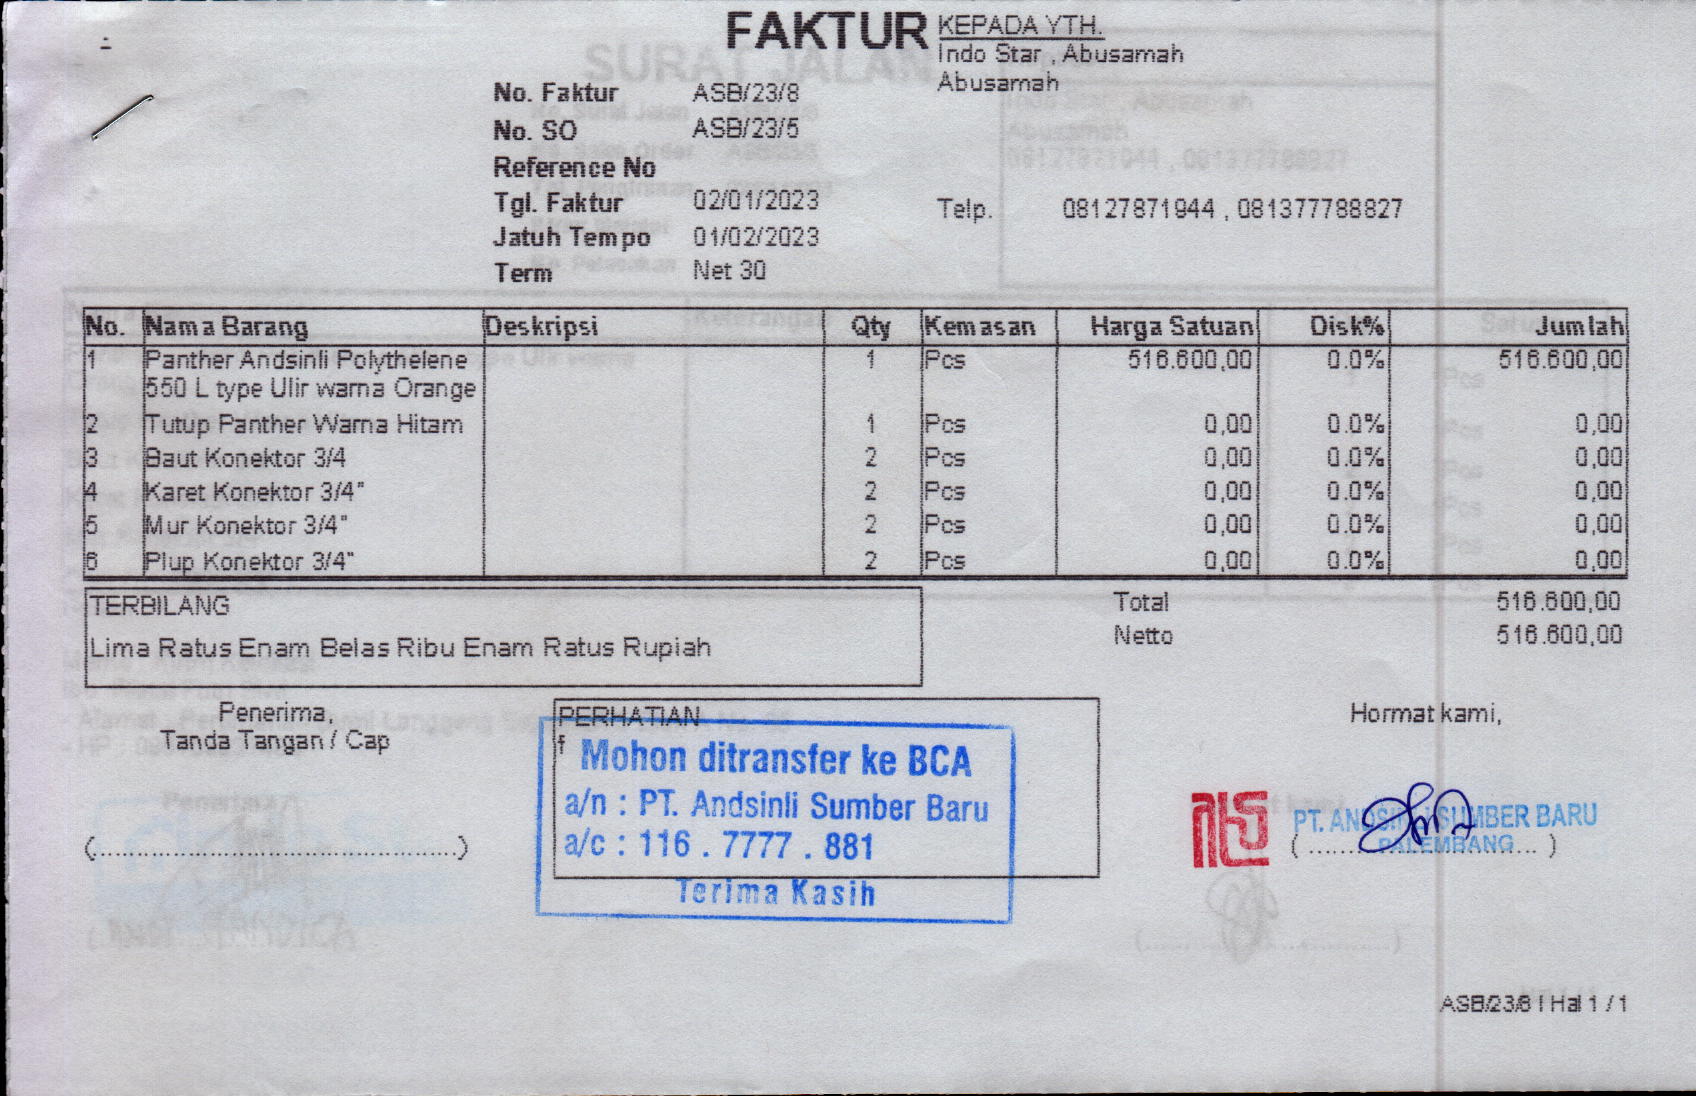 FAKTUR
KEPADA YTH.
Indo Star , Abusamah
Abusamah
No. Faktur ASB/23/8
No. SO ASB/23/5
Reference No
Tgl. Faktur 02/01/2023
Telp. 08127871944 , 081377788827
Jatuh Tempo 01/02/2023
Term Net 30
No. Nama Barang Deskripsi Qty Kemasan Harga Satuan Disk% Jumlah
1 Panther Andsinli Polythelene 1 Pcs 516.600,00 0.0% 516.600,00
550 L type Ulir warna Orange
2 Tutup Panther Warna Hitam 1 Pcs 0,00 0.0% 0,00
3 Baut Konektor 3/4 2 Pcs 0,00 0.0% 0,00
4 Karet Konektor 3/4" 2 Pcs 0,00 0.0% 0,00
5 Mur Konektor 3/4" 2 Pcs 0,00 0.0% 0,00
6 Plup Konektor 3/4" 2 Pcs 0,00 0.0% 0,00
TERBILANG
Lima Ratus Enam Belas Ribu Enam Ratus Rupiah
Total 516.600,00
Netto 516.600,00
Penerima,
Tanda Tangan / Cap
(..................................................)
PERHATIAN
f
Mohon ditransfer ke BCA
a/n : PT. Andsinli Sumber Baru
a/c : 116 . 7777 . 881
Terima Kasih
Hormat kami,
PT. ANDSINLI SUMBER BARU
PALEMBANG
ASB/23/8 / Hal 1 / 1
SURAT JALAN